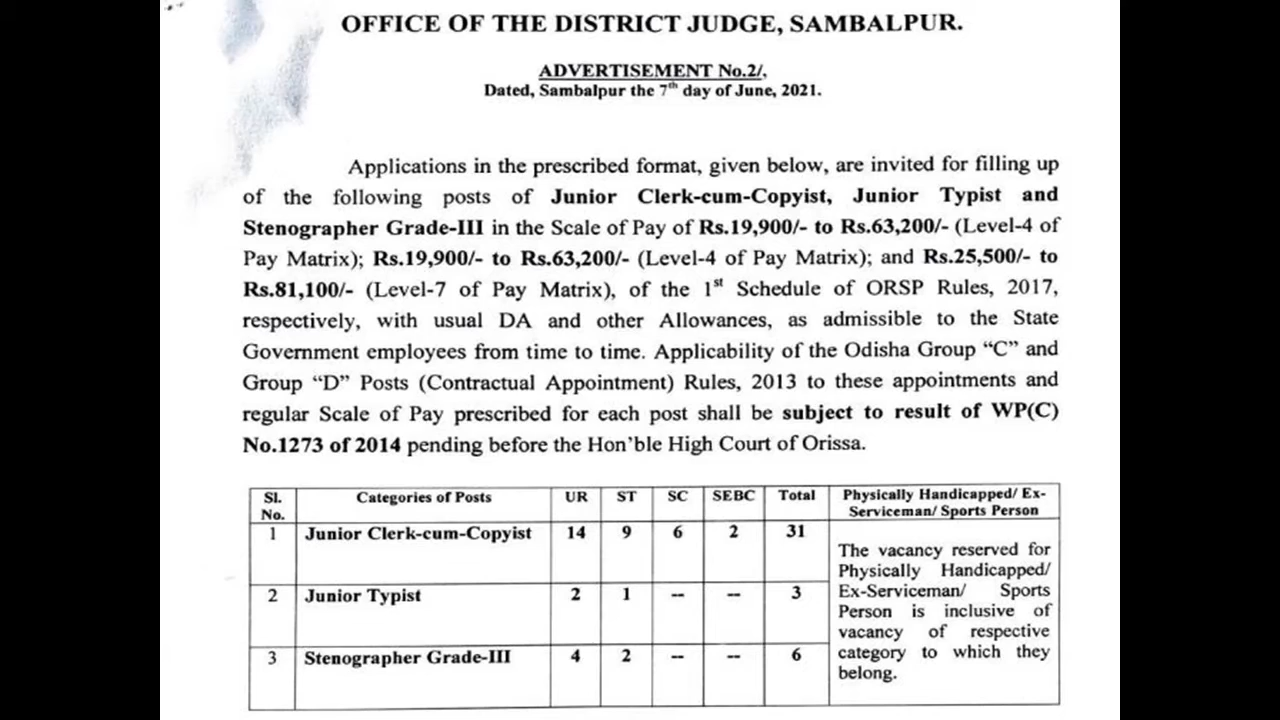 OFFICE OF THE DISTRICT JUDGE, SAMBALPUR.
ADVERTISEMENT No.2/.
Dated, Sambalpur the 7th day of June, 2021.
Applications in the prescribed format, given below, are invited for filling up
of the following posts of Junior Clerk-cum-Copyist, Junior Typist and
Stenographer Grade-III in the Scale of Pay of Rs.19,900/- to Rs.63,200/- (Level-4 of
Pay Matrix); Rs.19,900/- to Rs.63,200/- (Level-4 of Pay Matrix); and Rs.25,500/- to
Rs.81,100/- (Level-7 of Pay Matrix), of the 1st Schedule of ORSP Rules, 2017,
respectively, with usual DA and other Allowances, as admissible to the State
Government employees from time to time. Applicability of the Odisha Group “C” and
Group “D” Posts (Contractual Appointment) Rules, 2013 to these appointments and
regular Scale of Pay prescribed for each post shall be subject to result of WP(C)
No.1273 of 2014 pending before the Hon’ble High Court of Orissa.
Sl. No. Categories of Posts UR ST SC SEBC Total Physically Handicapped/ Ex-Serviceman/ Sports Person
1 Junior Clerk-cum-Copyist 14 9 6 2 31
2 Junior Typist 2 1 -- -- 3
3 Stenographer Grade-III 4 2 -- -- 6
The vacancy reserved for
Physically Handicapped/
Ex-Serviceman/ Sports
Person is inclusive of
vacancy of respective
category to which they
belong.